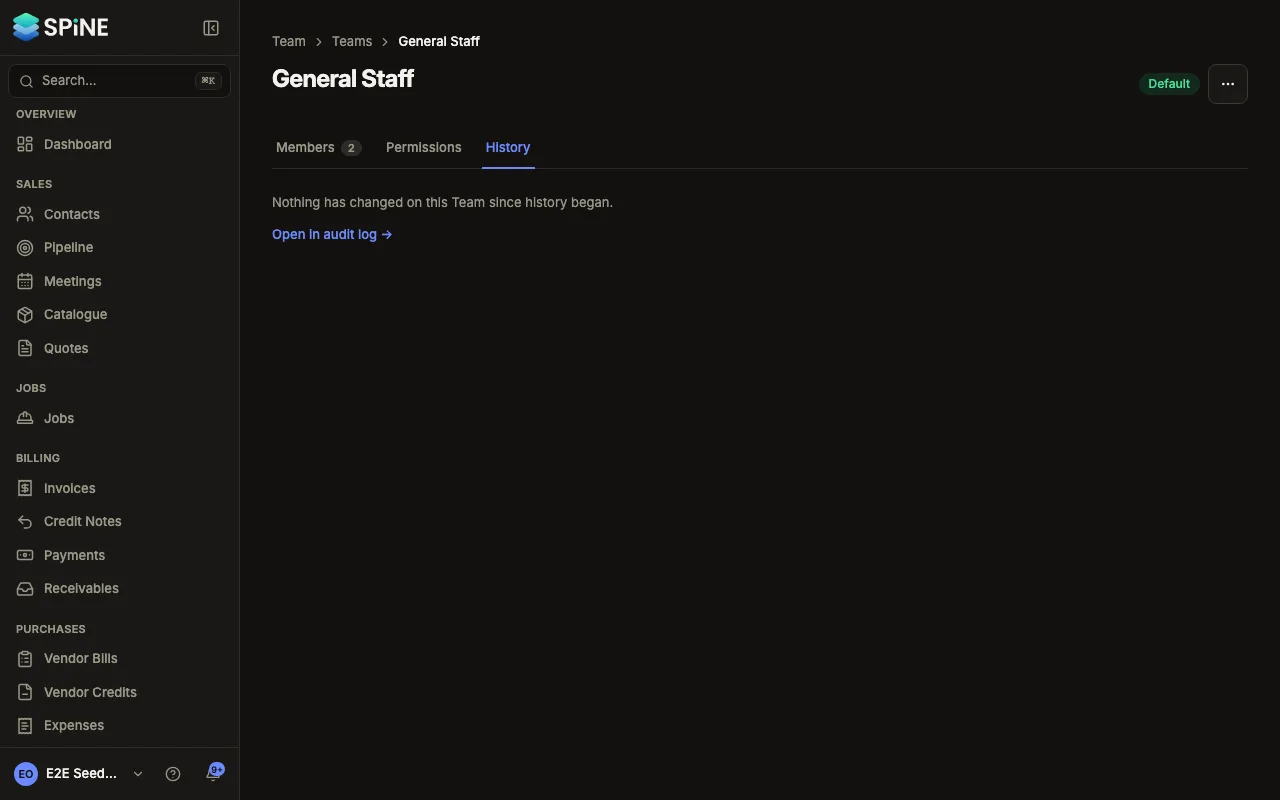 SPiNE
Search...
⌘K
OVERVIEW
Dashboard
SALES
Contacts
Pipeline
Meetings
Catalogue
Quotes
JOBS
Jobs
BILLING
Invoices
Credit Notes
Payments
Receivables
PURCHASES
Vendor Bills
Vendor Credits
Expenses
EO
E2E Seed...
9+
Team > Teams > General Staff
General Staff
Default
Members 2
Permissions
History
Nothing has changed on this Team since history began.
Open in audit log →